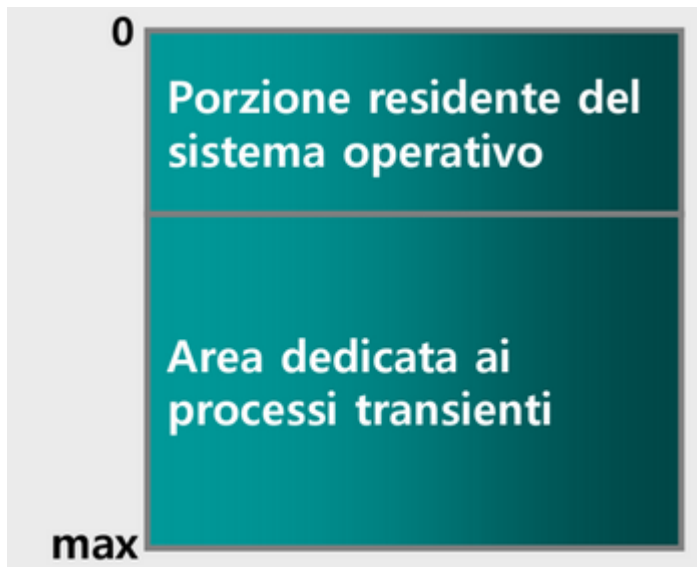 0
Porzione residente del
sistema operativo
Area dedicata ai
processi transienti
max